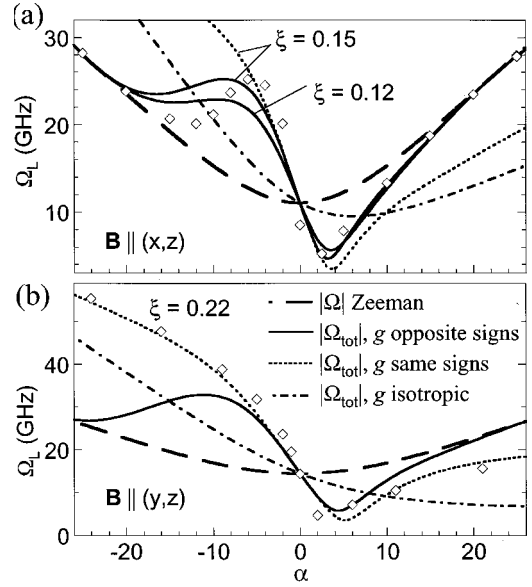 (a)
30
20
10
Ω_L (GHz)
ξ = 0.15
ξ = 0.12
B ∥ (x,z)
(b)
ξ = 0.22
|Ω| Zeeman
|Ω_tot|, g opposite signs
|Ω_tot|, g same signs
|Ω_tot|, g isotropic
40
20
0
Ω_L (GHz)
B ∥ (y,z)
-20 -10 0 10 20
α